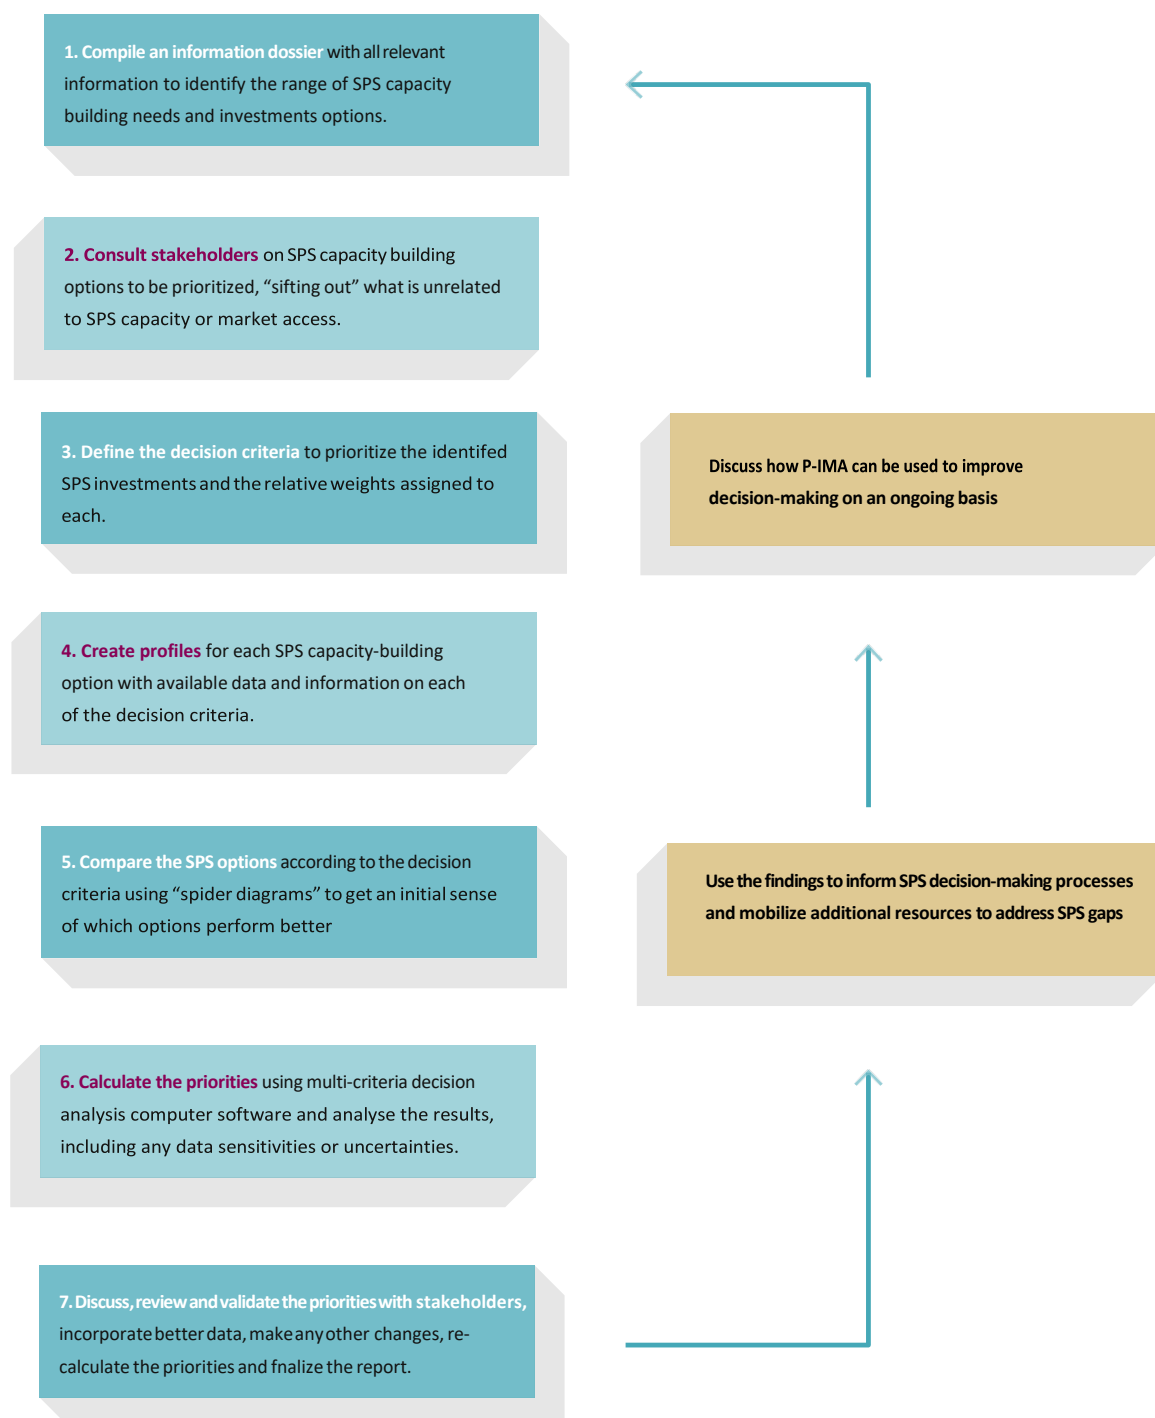 1. Compile an information dossier with all relevant
information to identify the range of SPS capacity
building needs and investments options.
2. Consult stakeholders on SPS capacity building
options to be prioritized, “sifting out” what is unrelated
to SPS capacity or market access.
3. Define the decision criteria to prioritize the identifed
SPS investments and the relative weights assigned to
each.
4. Create profiles for each SPS capacity-building
option with available data and information on each
of the decision criteria.
5. Compare the SPS options according to the decision
criteria using “spider diagrams” to get an initial sense
of which options perform better
6. Calculate the priorities using multi-criteria decision
analysis computer software and analyse the results,
including any data sensitivities or uncertainties.
7. Discuss, review and validate the priorities with stakeholders,
incorporate better data, make any other changes, re-
calculate the priorities and fnalize the report.
Use the findings to inform SPS decision-making processes
and mobilize additional resources to address SPS gaps
Discuss how P-IMA can be used to improve
decision-making on an ongoing basis